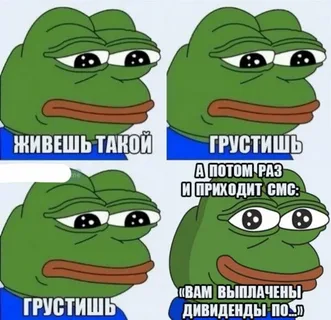 ЖИВЕШЬ ТАКОЙ
ГРУСТИШЬ
ГРУСТИШЬ
А ПОТОМ РАЗ
И ПРИХОДИТ СМС:
«ВАМ ВЫПЛАЧЕНЫ
ДИВИДЕНДЫ ПО...»